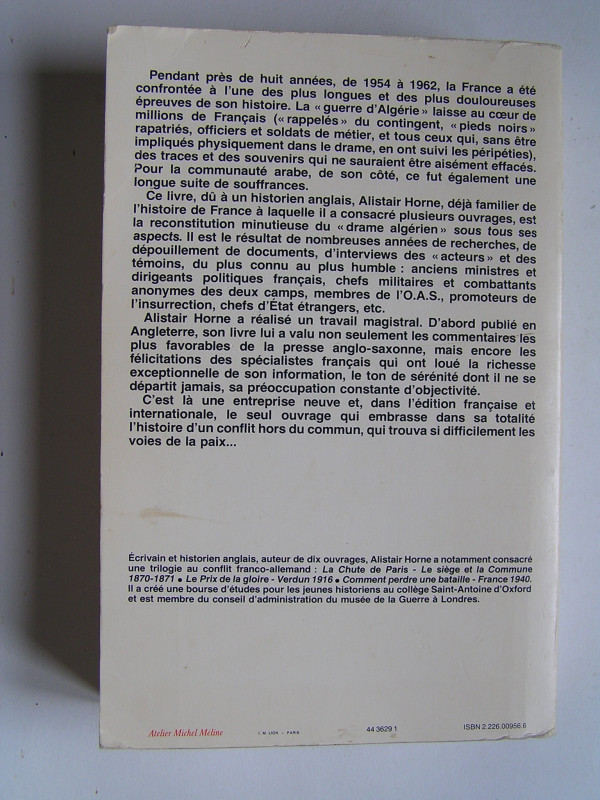 Pendant près de huit années, de 1954 à 1962, la France a été
confrontée à l'une des plus longues et des plus douloureuses
épreuves de son histoire. La « guerre d'Algérie » laisse au cœur de
millions de Français (« rappelés » du contingent, « pieds noirs »
rapatriés, officiers et soldats de métier, et tous ceux qui, sans être
impliqués physiquement dans le drame, en ont suivi les péripéties),
des traces et des souvenirs qui ne sauraient être aisément effacés.
Pour la communauté arabe, de son côté, ce fut également une
longue suite de souffrances.
Ce livre, dû à un historien anglais, Alistair Horne, déjà familier de
l'histoire de France à laquelle il a consacré plusieurs ouvrages, est
la reconstitution minutieuse du « drame algérien » sous tous ses
aspects. Il est le résultat de nombreuses années de recherches, de
dépouillement de documents, d'interviews des « acteurs » et des
témoins, du plus connu au plus humble : anciens ministres et
dirigeants politiques français, chefs militaires et combattants
anonymes des deux camps, membres de l'O.A.S., promoteurs de
l'insurrection, chefs d'État étrangers, etc.
Alistair Horne a réalisé un travail magistral. D'abord publié en
Angleterre, son livre lui a valu non seulement les commentaires les
plus favorables de la presse anglo-saxonne, mais encore les
félicitations des spécialistes français qui ont loué la richesse
exceptionnelle de son information, le ton de sérénité dont il ne se
départit jamais, sa préoccupation constante d'objectivité.
C'est là une entreprise neuve et, dans l'édition française et
internationale, le seul ouvrage qui embrasse dans sa totalité
l'histoire d'un conflit hors du commun, qui trouva si difficilement les
voies de la paix...
Écrivain et historien anglais, auteur de dix ouvrages, Alistair Horne a notamment consacré
une trilogie au conflit franco-allemand : La Chute de Paris - Le siège et la Commune
1870-1871 • Le Prix de la gloire - Verdun 1916 • Comment perdre une bataille - France 1940.
Il a créé une bourse d'études pour les jeunes historiens au collège Saint-Antoine d'Oxford
et est membre du conseil d'administration du musée de la Guerre à Londres.
Atelier Michel Méline
I. M. LION - PARIS
44 3629 1
ISBN 2.226.00956.6